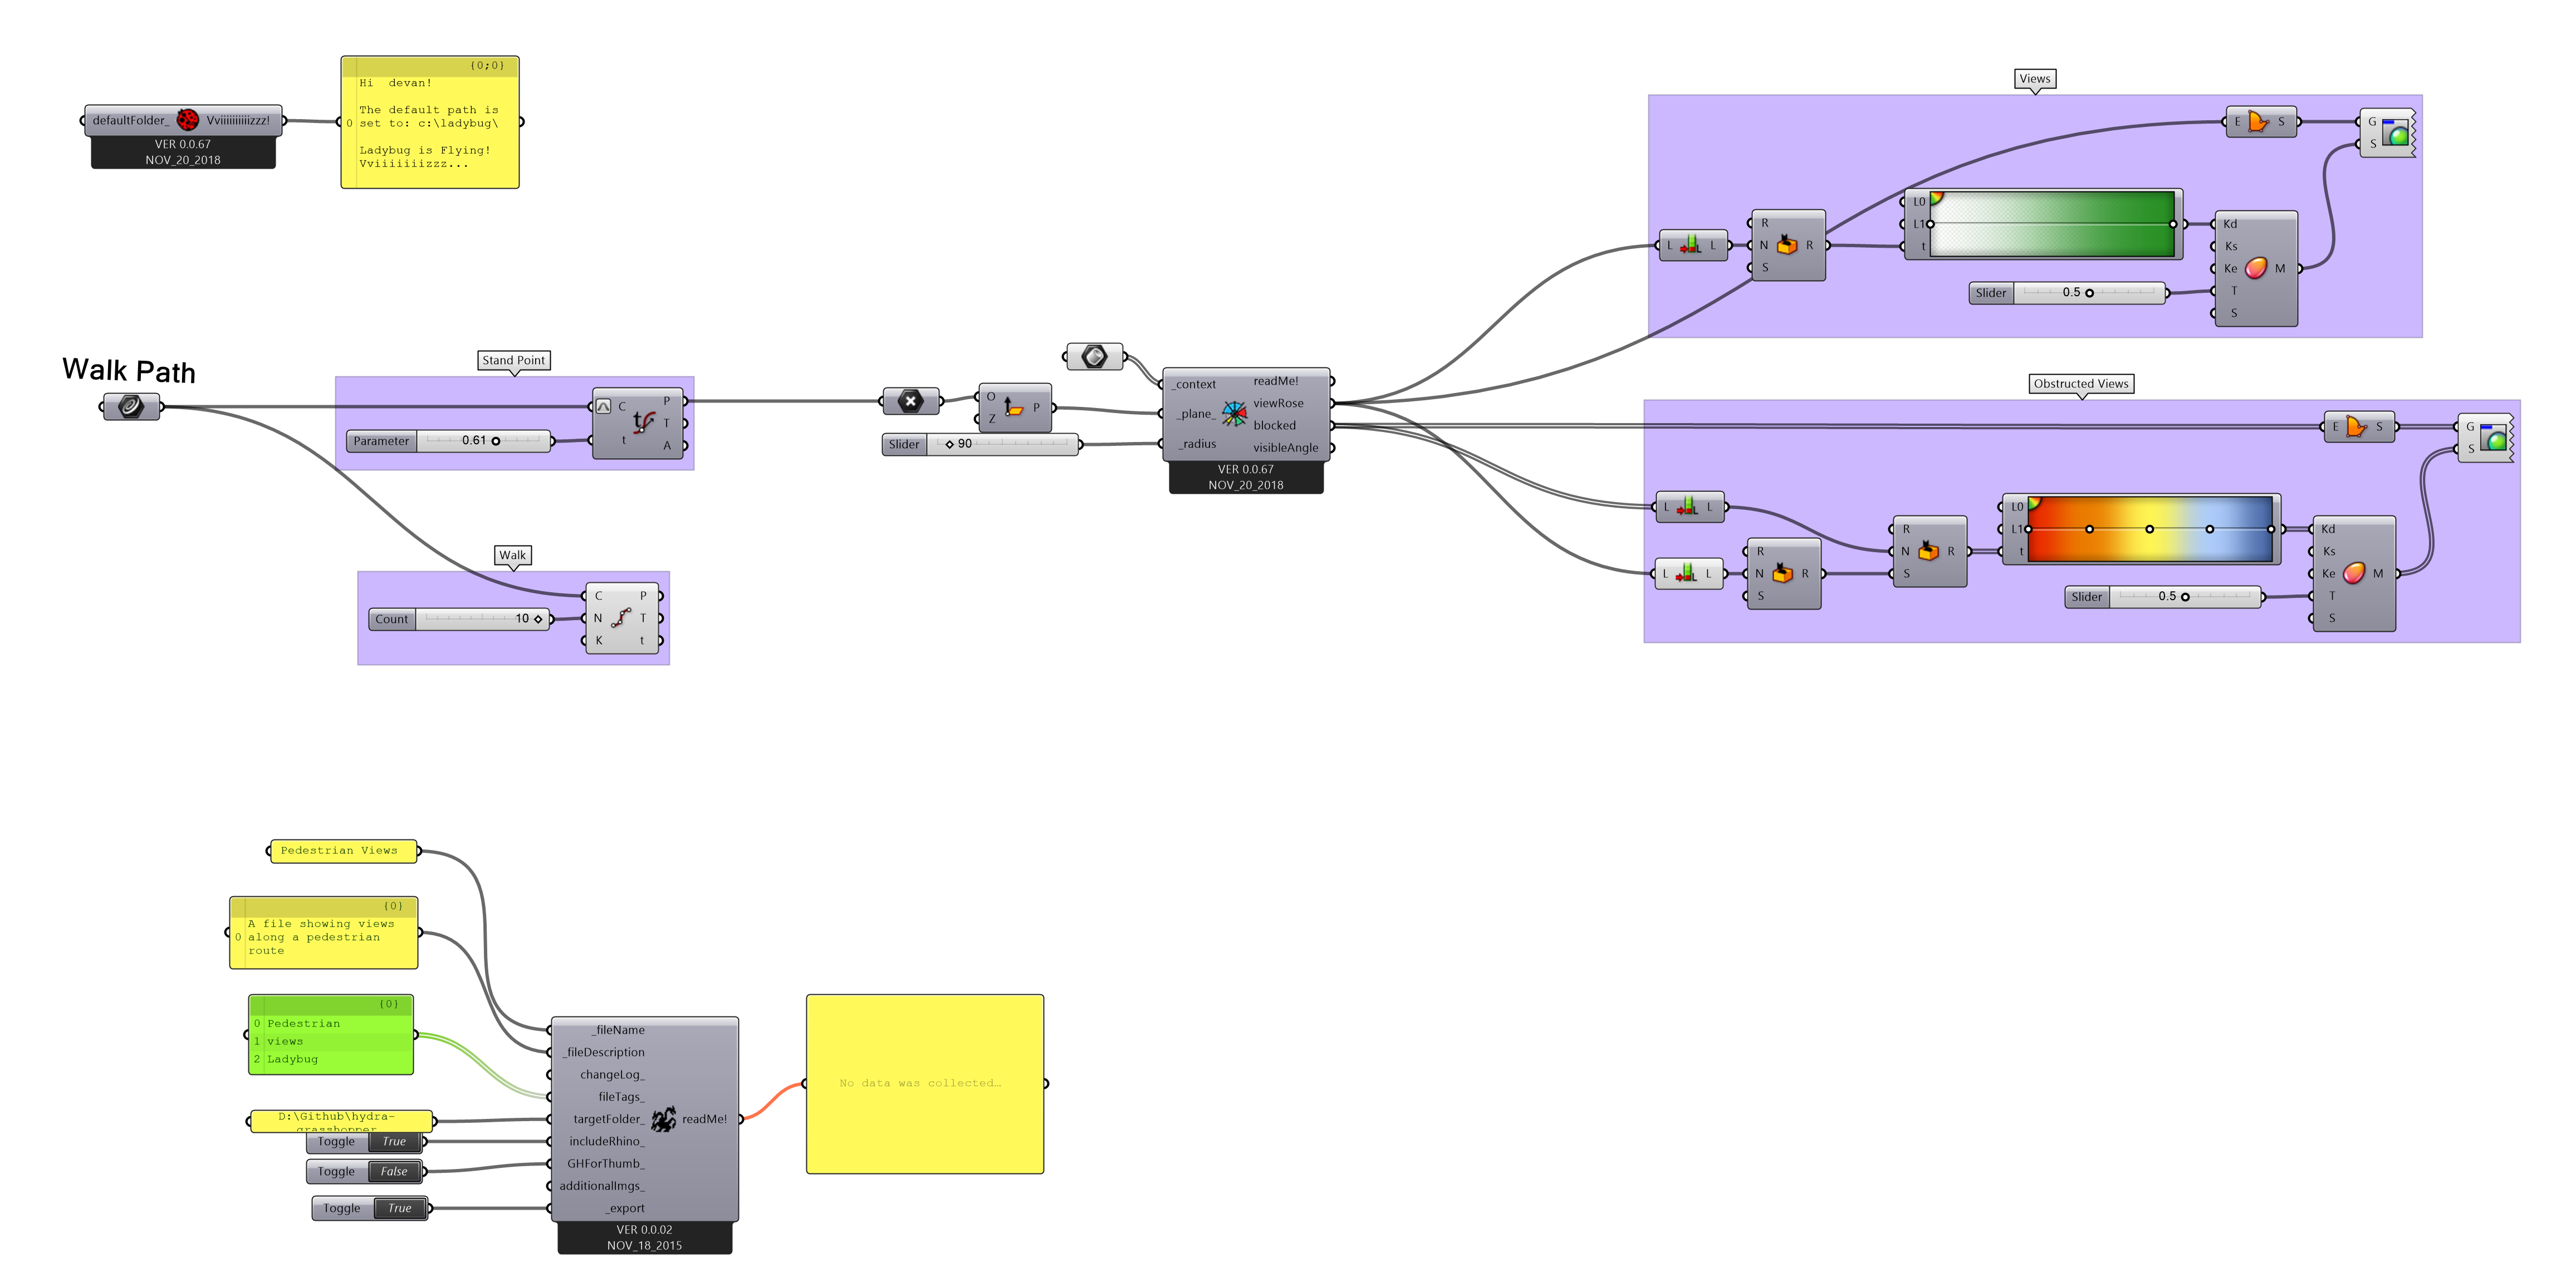 {0;0}
Hi  devan!
The default path is
0 set to: c:\ladybug\
Ladybug is Flying!
Vviiiiiiizzz...
defaultFolder_ Vviiiiiiiiiizzz!
VER 0.0.67
NOV_20_2018
Walk Path
Stand Point
C t P T A
Parameter 0.61
Walk
C N K P T t
Count 10
O Z P
Slider 90
_context
_plane_
_radius
readMe!
viewRose
blocked
visibleAngle
VER 0.0.67
NOV_20_2018
Views
E S
G
S
L L
R
N R
S
L0
L1
t
Kd
Ks
Ke M
T
S
Slider 0.5
Obstructed Views
E S
G
S
L L
L L
R
N R
S
R
N R
S
L0
L1
t
Kd
Ks
Ke M
T
S
Slider 0.5
Pedestrian Views
{0}
A file showing views
0 along a pedestrian
route
{0}
0 Pedestrian
1 views
2 Ladybug
D:\Github\hydra-
grasshopper
Toggle True
Toggle False
Toggle True
_fileName
_fileDescription
changeLog_
fileTags_
targetFolder_ readMe!
includeRhino_
GHForThumb_
additionalImgs_
_export
VER 0.0.02
NOV_18_2015
No data was collected…